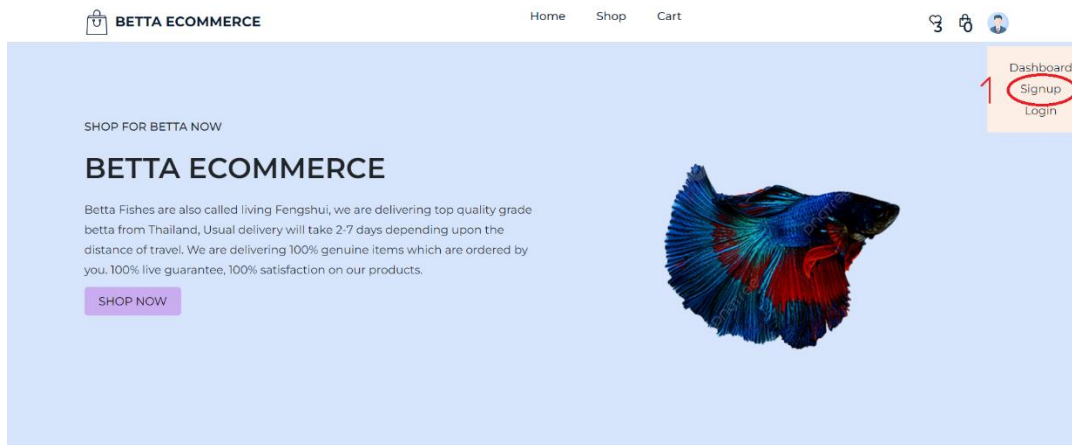 BETTA ECOMMERCE
Home Shop Cart
3 0
Dashboard
1 Signup
Login
SHOP FOR BETTA NOW
BETTA ECOMMERCE
Betta Fishes are also called living Fengshui, we are delivering top quality grade
betta from Thailand, Usual delivery will take 2-7 days depending upon the
distance of travel. We are delivering 100% genuine items which are ordered by
you. 100% live guarantee, 100% satisfaction on our products.
SHOP NOW